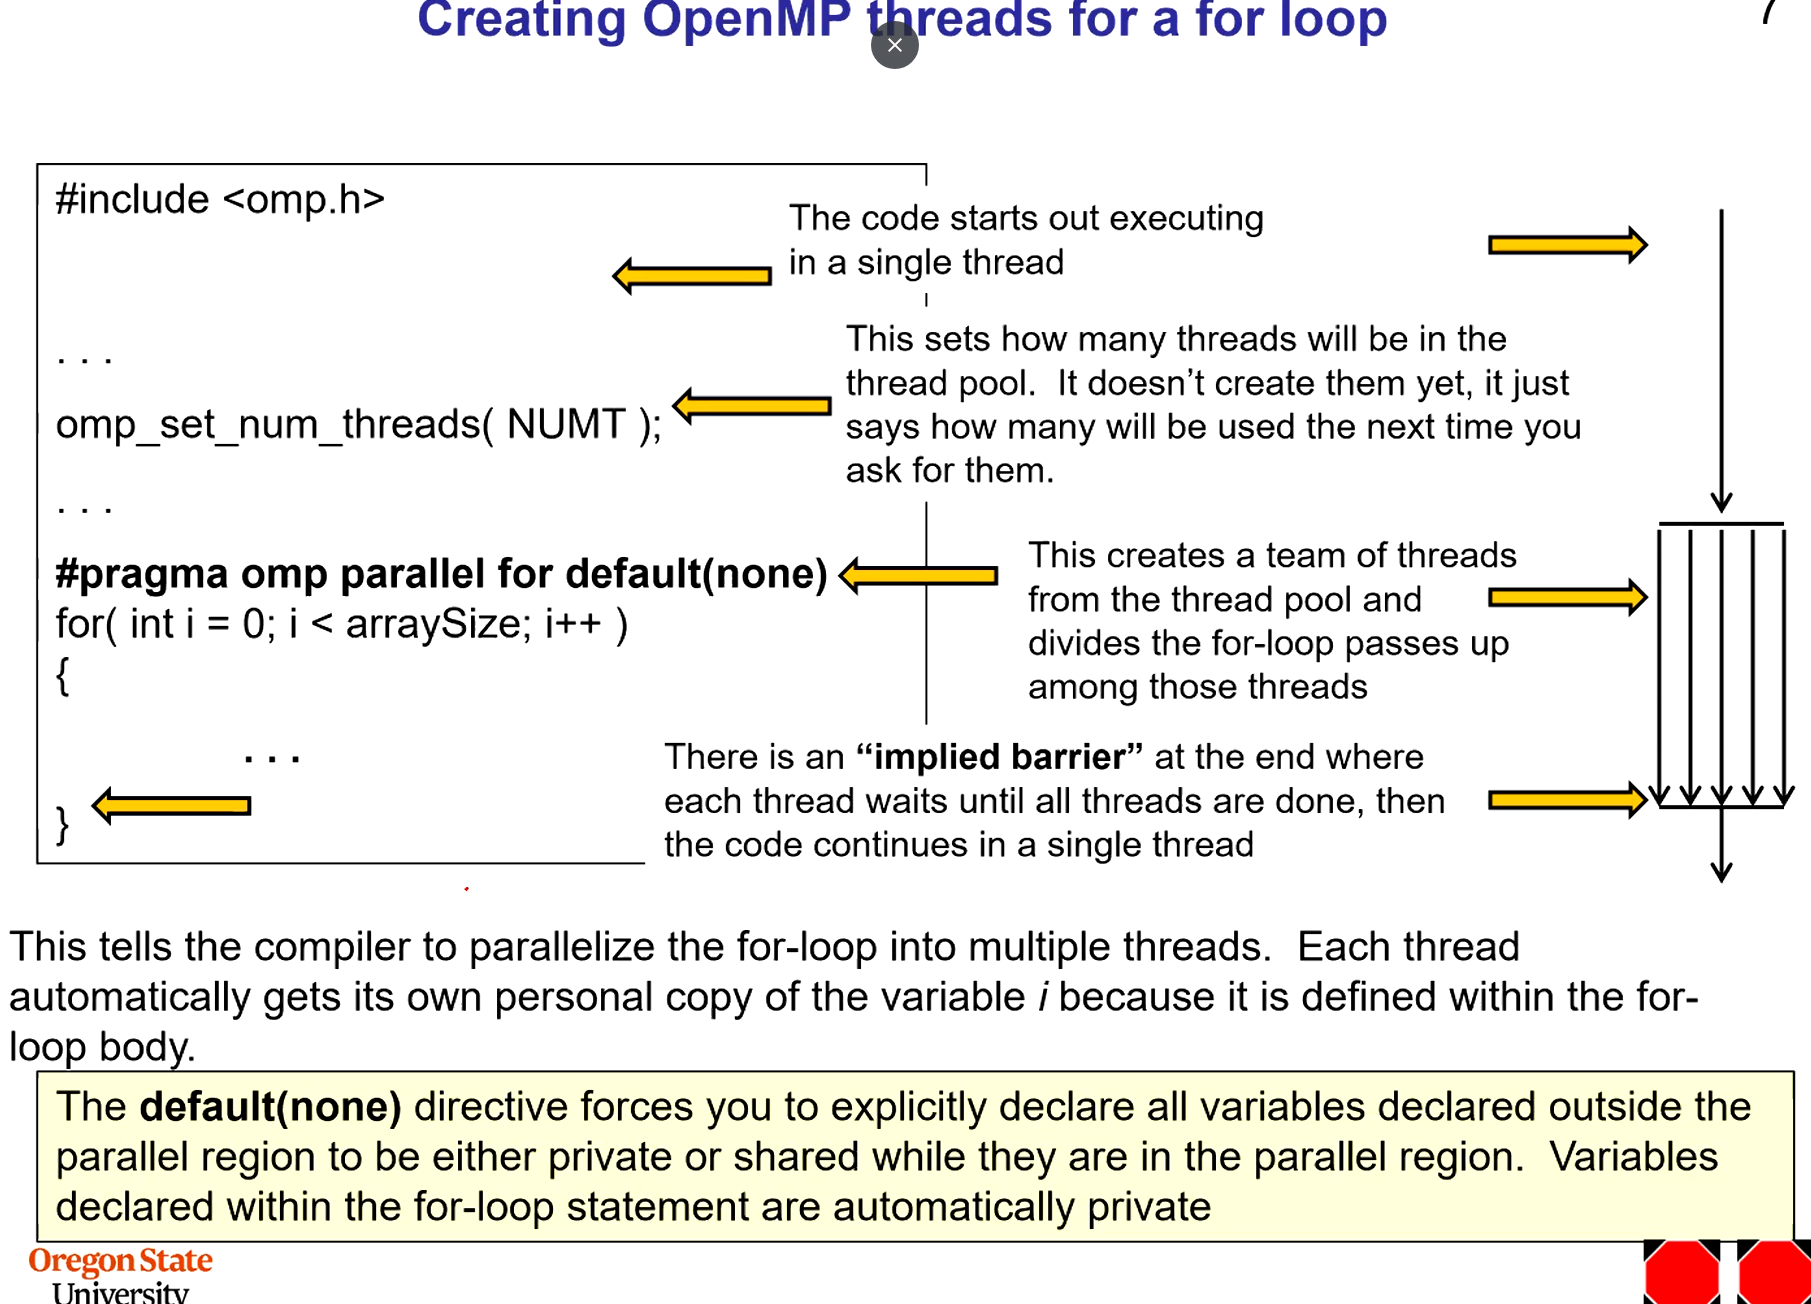 Creating OpenMP threads for a for loop
7
#include <omp.h>
The code starts out executing
in a single thread
. . .
This sets how many threads will be in the
thread pool.  It doesn’t create them yet, it just
says how many will be used the next time you
ask for them.
omp_set_num_threads( NUMT );
. . .
#pragma omp parallel for default(none)
for( int i = 0; i < arraySize; i++ )
{
This creates a team of threads
from the thread pool and
divides the for-loop passes up
among those threads
. . .
}
There is an “implied barrier” at the end where
each thread waits until all threads are done, then
the code continues in a single thread
This tells the compiler to parallelize the for-loop into multiple threads.  Each thread
automatically gets its own personal copy of the variable i because it is defined within the for-
loop body.
The default(none) directive forces you to explicitly declare all variables declared outside the
parallel region to be either private or shared while they are in the parallel region.  Variables
declared within the for-loop statement are automatically private
Oregon State
University